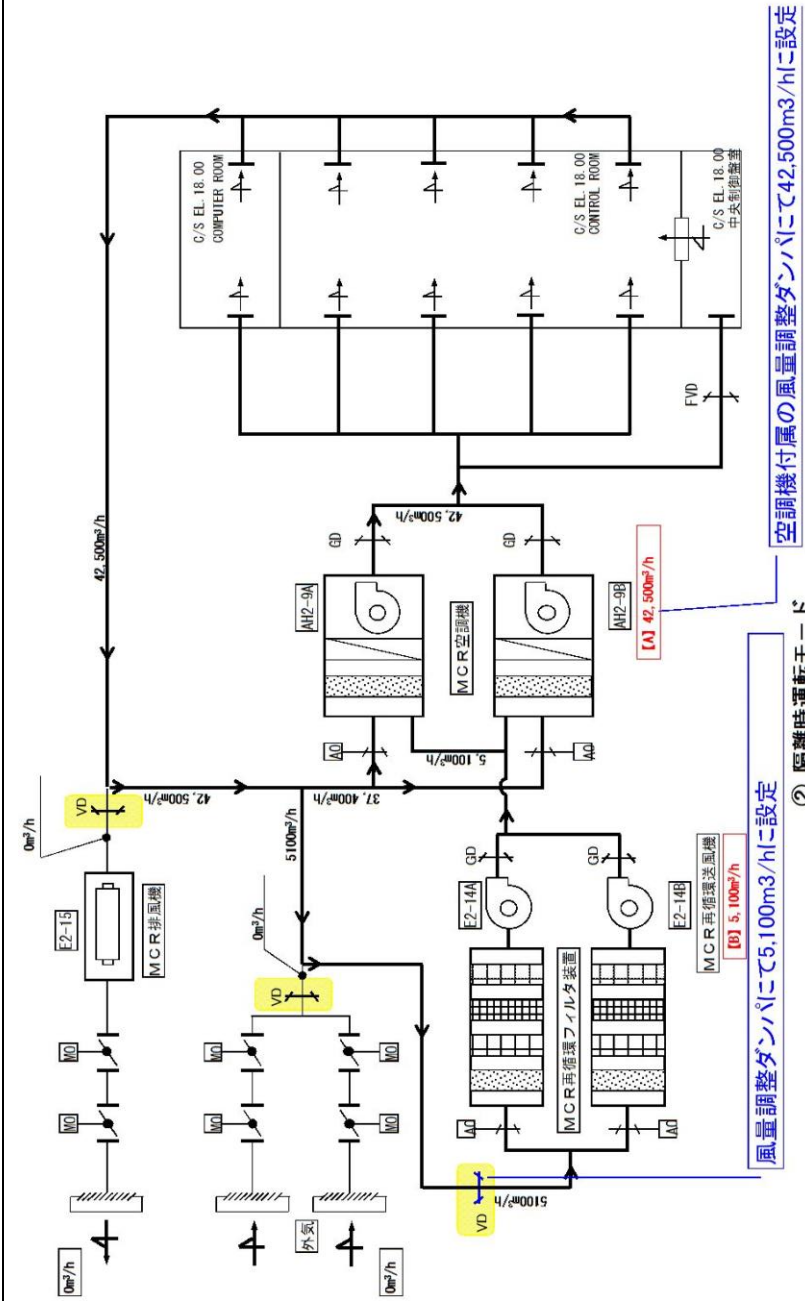 0m³/h
E2-15
MCR排風機
MO
MO
VD
0m³/h
42,500m³/h
42,500m³/h
外気
0m³/h
MO
MO
MO
MO
VD
0m³/h
5100m³/h
37,400m³/h
VD
5100m³/h
AO
AO
MCR再循環フィルタ装置
E2-14A
GD
E2-14B
GD
MCR再循環送風機
【B】 5,100m³/h
5,100m³/h
AO
AO
AH2-9A
MCR空調機
AH2-9B
【A】 42,500m³/h
GD
GD
42,500m³/h
FVD
C/S EL.18.00
COMPUTER ROOM
C/S EL.18.00
CONTROL ROOM
C/S EL.18.00
中央制御盤室
風量調整ダンパにて5,100m3/hに設定
空調機付属の風量調整ダンパにて42,500m3/hに設定
② 隔離時運転モード